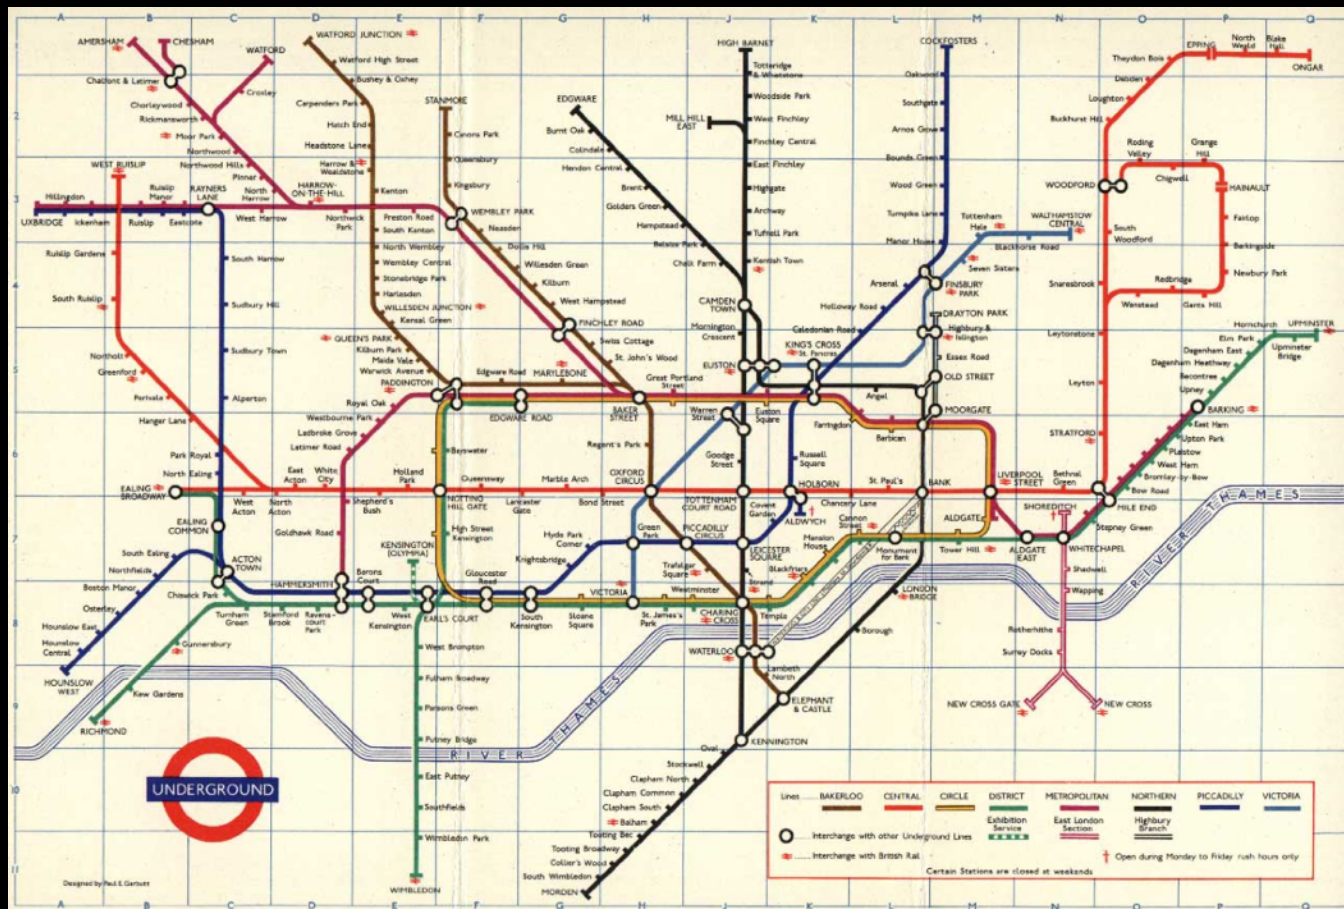 A B C D E F G H J K L M N O P Q
AMERSHAM
CHESHAM
WATFORD
Chalfont & Latimer
Chorleywood
Croxley
Rickmansworth
Moor Park
Northwood
Northwood Hills
Pinner
North
Harrow
HARROW-
ON-THE-HILL
WATFORD JUNCTION
Watford High Street
Bushey & Oxhey
Carpenders Park
Hatch End
Headstone Lane
Harrow &
Wealdstone
Kenton
South Kenton
North Wembley
Wembley Central
Stonebridge Park
Harlesden
WILLESDEN JUNCTION
Kensal Green
QUEEN'S PARK
Kilburn Park
Maida Vale
Warwick Avenue
PADDINGTON
STANMORE
Canons Park
Queensbury
Kingsbury
WEMBLEY PARK
Neasden
Dollis Hill
Willesden Green
Kilburn
West Hampstead
FINCHLEY ROAD
Swiss Cottage
St. John's Wood
EDGWARE
Burnt Oak
Colindale
Hendon Central
Brent
Golders Green
Hampstead
Belsize Park
Chalk Farm
HIGH BARNET
Totteridge
& Whetstone
Woodside Park
West Finchley
MILL HILL
EAST
Finchley Central
East Finchley
Highgate
Archway
Tufnell Park
Kentish Town
CAMDEN
TOWN
Mornington
Crescent
EUSTON
COCKFOSTERS
Oakwood
Southgate
Arnos Grove
Bounds Green
Wood Green
Turnpike Lane
Manor House
Arsenal
Holloway Road
Caledonian Road
KING'S CROSS
St. Pancras
Tottenham
Hale
WALTHAMSTOW
CENTRAL
Blackhorse Road
Seven Sisters
FINSBURY
PARK
DRAYTON PARK
Highbury &
Islington
Essex Road
OLD STREET
MOORGATE
Angel
EPPING
North
Weald
Blake
Hall
ONGAR
Theydon Bois
Debden
Loughton
Buckhurst Hill
Roding
Valley
Grange
Hill
Chigwell
WOODFORD
HAINAULT
Fairlop
Barkingside
Newbury Park
South
Woodford
Snaresbrook
Redbridge
Wanstead
Gants Hill
Leytonstone
Leyton
STRATFORD
Hornchurch
UPMINSTER
Elm Park
Upminster
Bridge
Dagenham East
Dagenham Heathway
Becontree
Upney
BARKING
East Ham
Upton Park
Plaistow
West Ham
Bromley-by-Bow
Bow Road
MILE END
Stepney Green
WEST RUISLIP
Hillingdon
Ruislip
Manor
RAYNERS
LANE
UXBRIDGE
Ickenham
Ruislip
Eastcote
West Harrow
Northwick
Park
Preston Road
Ruislip Gardens
South Ruislip
Northolt
Greenford
Perivale
Hanger Lane
South Harrow
Sudbury Hill
Sudbury Town
Alperton
Park Royal
North Ealing
EALING
BROADWAY
EALING
COMMON
West
Acton
North
Acton
East
Acton
White
City
Royal Oak
Westbourne Park
Ladbroke Grove
Latimer Road
Shepherd's
Bush
Goldhawk Road
Holland
Park
NOTTING
HILL GATE
Queensway
Lancaster
Gate
Marble Arch
Bond Street
OXFORD
CIRCUS
TOTTENHAM
COURT ROAD
HOLBORN
Chancery Lane
St. Paul's
BANK
LIVERPOOL
STREET
Bethnal
Green
Edgware Road
MARYLEBONE
EDGWARE ROAD
BAKER
STREET
Great Portland
Street
Warren
Street
Euston
Square
Farringdon
Barbican
Regent's Park
Goodge
Street
Russell
Square
Bayswater
High Street
Kensington
KENSINGTON
(OLYMPIA)
Hyde Park
Corner
Knightsbridge
Green
Park
PICCADILLY
CIRCUS
Covent
Garden
ALDWYCH
LEICESTER
SQUARE
Trafalgar
Square
Strand
Mansion
House
Cannon
Street
Blackfriars
Monument
for Bank
Tower Hill
ALDGATE
ALDGATE
EAST
SHOREDITCH
WHITECHAPEL
Shadwell
Wapping
Rotherhithe
Surrey Docks
NEW CROSS GATE
NEW CROSS
South Ealing
Northfields
Boston Manor
Osterley
Hounslow East
Hounslow
Central
HOUNSLOW
WEST
ACTON
TOWN
Chiswick Park
Gunnersbury
Kew Gardens
RICHMOND
Turnham
Green
Stamford
Brook
Ravens-
court Park
HAMMERSMITH
Barons
Court
West
Kensington
EARL'S COURT
Gloucester
Road
South
Kensington
Sloane
Square
VICTORIA
St. James's
Park
Westminster
CHARING
CROSS
Temple
West Brompton
Fulham Broadway
Parsons Green
Putney Bridge
East Putney
Southfields
Wimbledon Park
WIMBLEDON
WATERLOO
Lambeth
North
LONDON
BRIDGE
Borough
ELEPHANT
& CASTLE
KENNINGTON
Oval
Stockwell
Clapham North
Clapham Common
Clapham South
Balham
Tooting Bec
Tooting Broadway
Collier's Wood
South Wimbledon
MORDEN
RIVER THAMES
RIVER THAMES
UNDERGROUND
Lines
BAKERLOO CENTRAL CIRCLE DISTRICT METROPOLITAN NORTHERN PICCADILLY VICTORIA
Exhibition
Service
East London
Section
Highbury
Branch
Interchange with other Underground Lines
Interchange with British Rail
† Open during Monday to Friday rush hours only
Certain Stations are closed at weekends
Designed by Paul E. Garbutt
A B C D E F G H J K L M N O P Q